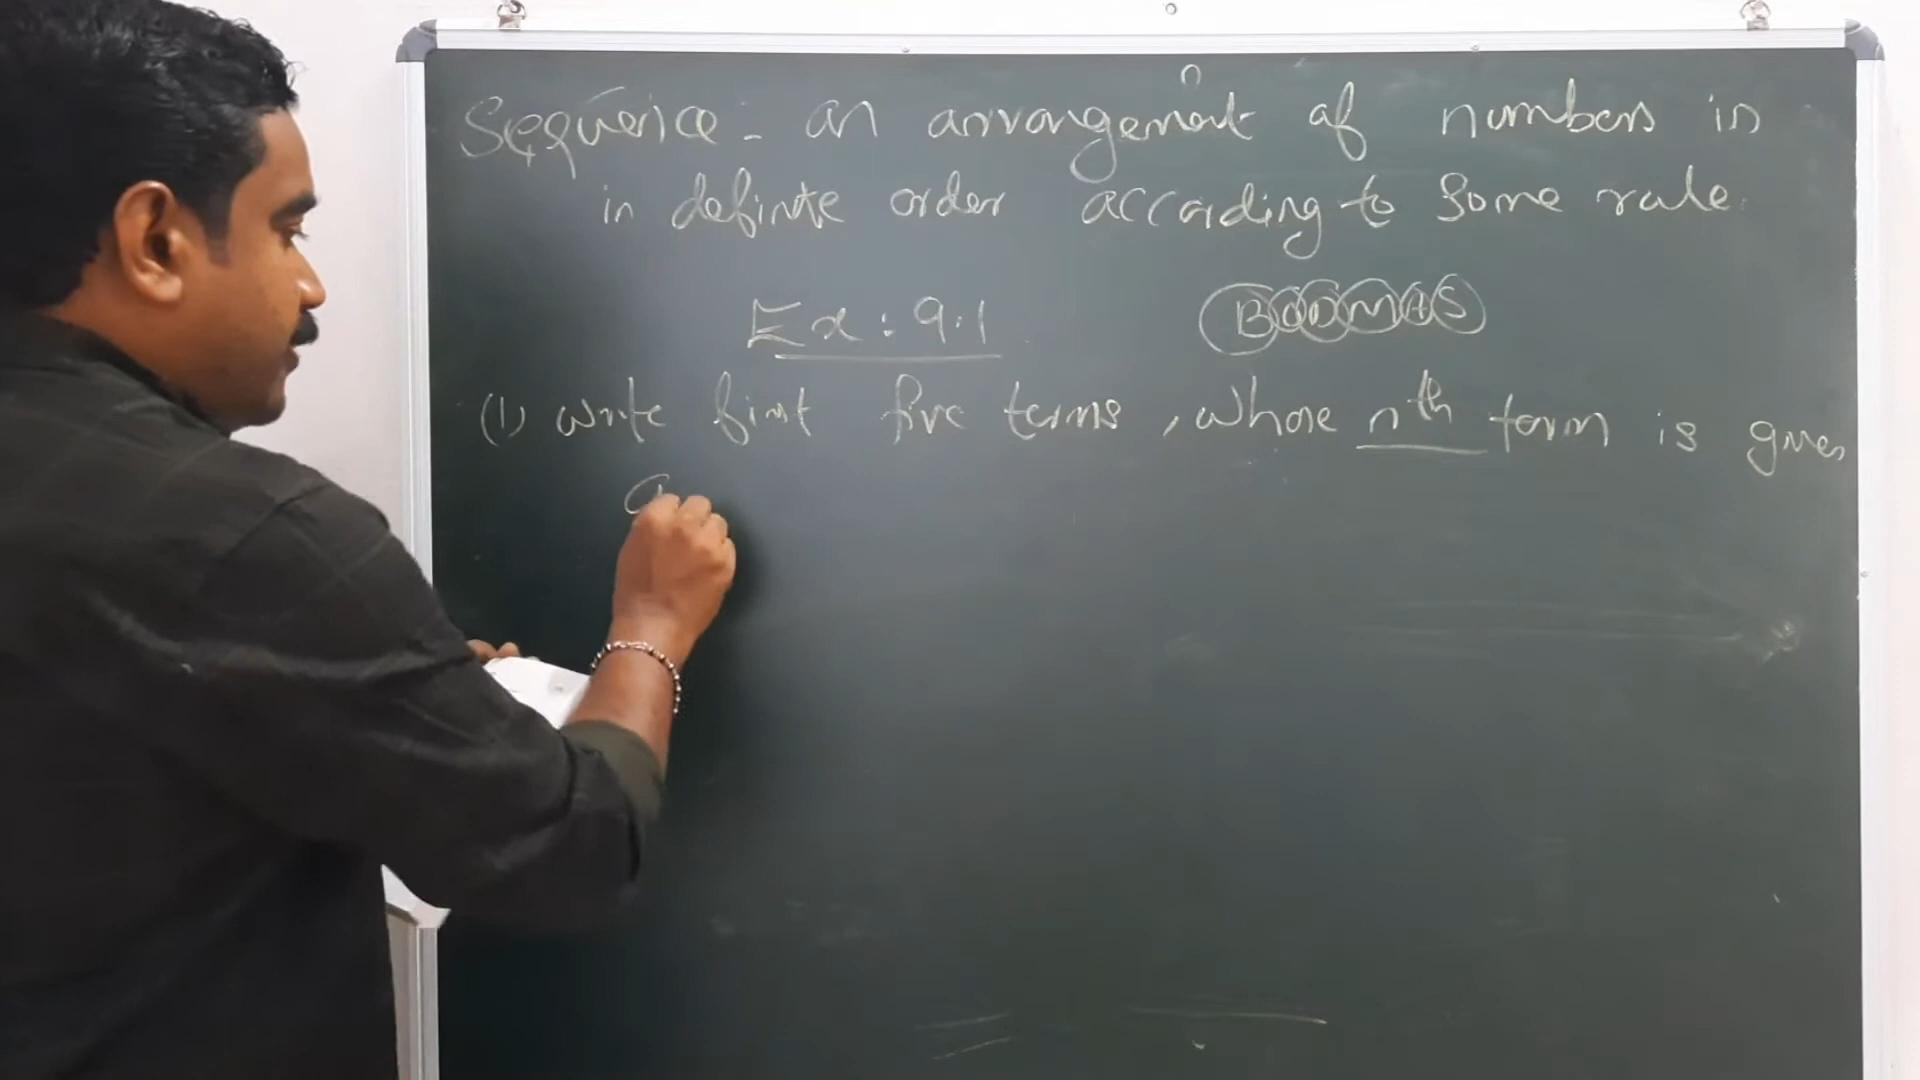 Sequence - an arrangement of numbers in
in definite order according to some rule.
Ex : 9.1 BODMAS
(1) write first five terms, whose nth term is given
a